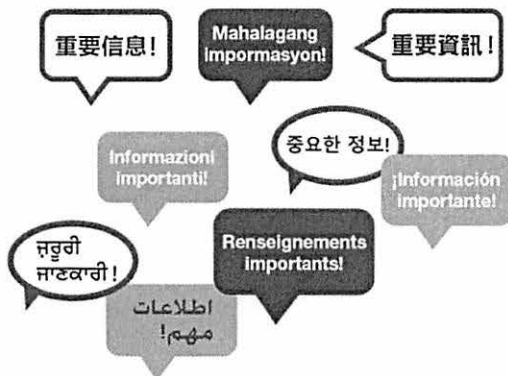 重要信息!
Mahalagang
impormasyon!
重要資訊!
Informazioni
importanti!
중요한 정보!
¡Información
importante!
ਜ਼ਰੂਰੀ
ਜਾਣਕਾਰੀ!
Renseignements
importants!
اطلاعات
مهم!